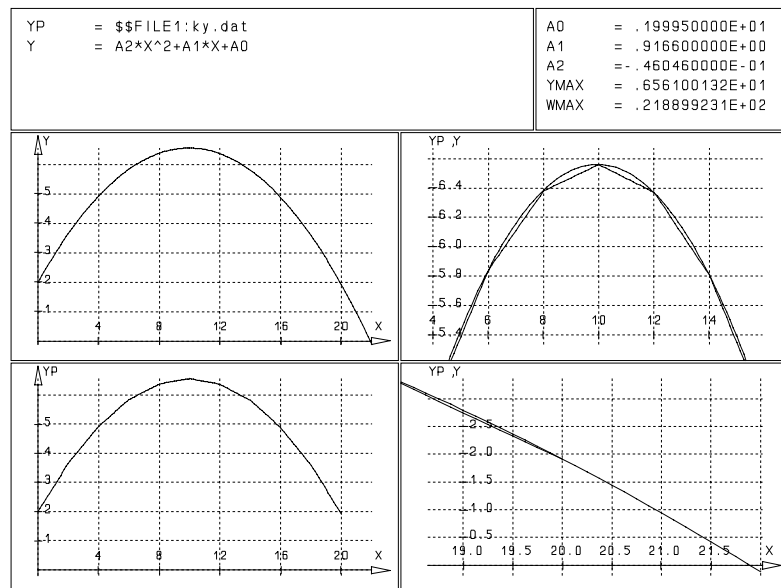 YP = $$FILE1:ky.dat
Y = A2*X^2+A1*X+A0
A0 = .199950000E+01
A1 = .916600000E+00
A2 =-.460460000E-01
YMAX = .656100132E+01
WMAX = .218899231E+02
Y
5
4
3
2
1
4 8 12 16 20 X
YP ,Y
6.4
6.2
6.0
5.8
5.6
5.4
4 6 8 10 12 14
YP
5
4
3
2
1
4 8 12 16 20 X
YP ,Y
2.5
2.0
1.5
1.0
0.5
19.0 19.5 20.0 20.5 21.0 21.5 X